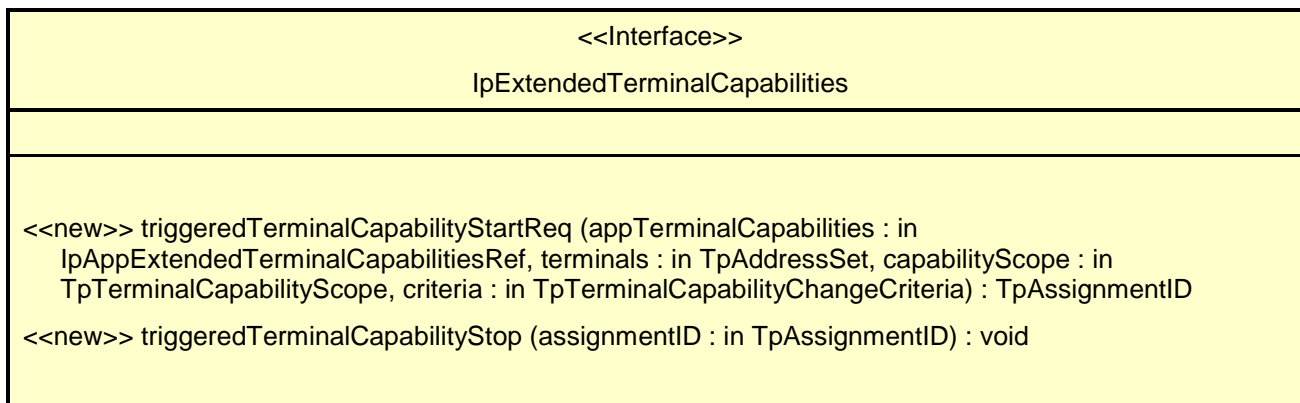 <<Interface>>
IpExtendedTerminalCapabilities
<<new>> triggeredTerminalCapabilityStartReq (appTerminalCapabilities : in
IpAppExtendedTerminalCapabilitiesRef, terminals : in TpAddressSet, capabilityScope : in
TpTerminalCapabilityScope, criteria : in TpTerminalCapabilityChangeCriteria) : TpAssignmentID
<<new>> triggeredTerminalCapabilityStop (assignmentID : in TpAssignmentID) : void